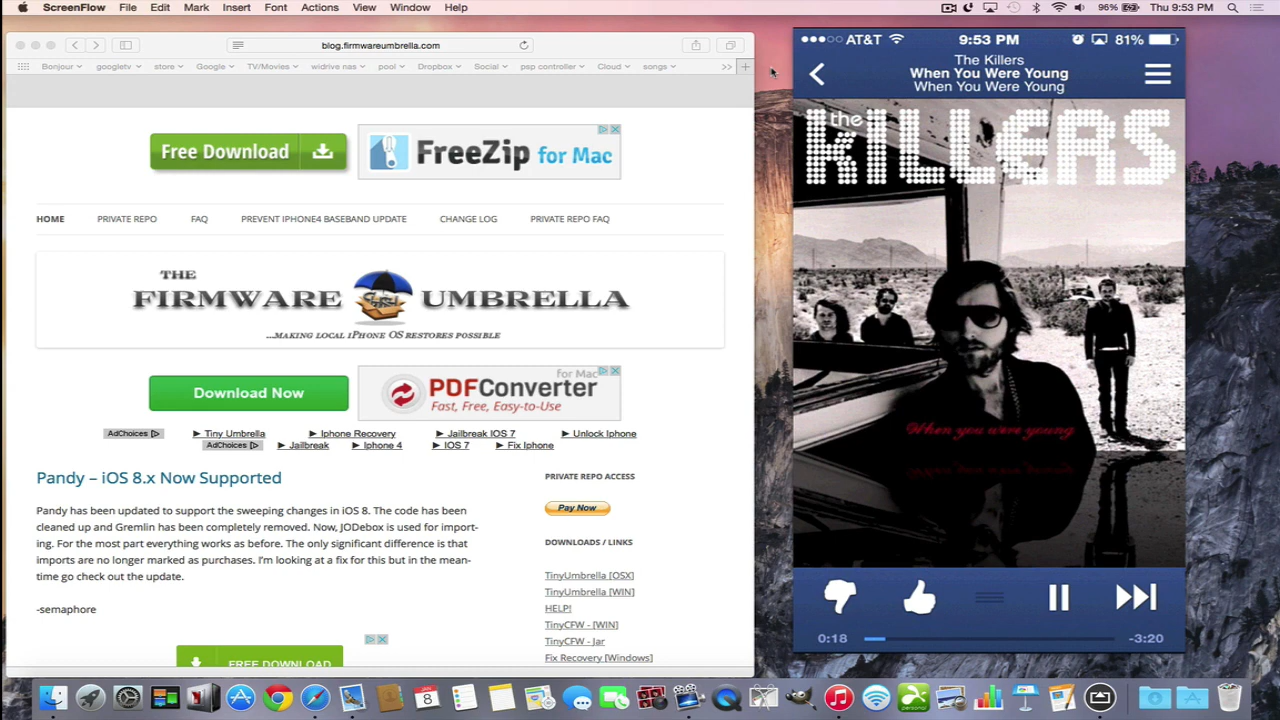 ScreenFlow File Edit Mark Insert Font Actions View Window Help
96% Thu 9:53 PM
blog.firmwareumbrella.com
Bonjour googletv store Google TV/Movies widrive nas pool Dropbox Social psp controller Cloud songs >> +
Free Download
FreeZip for Mac
HOME PRIVATE REPO FAQ PREVENT IPHONE4 BASEBAND UPDATE CHANGE LOG PRIVATE REPO FAQ
THE
FIRMWARE UMBRELLA
...MAKING LOCAL iPHONE OS RESTORES POSSIBLE
Download Now
for Mac
PDFConverter
Fast, Free, Easy-to-Use
AdChoices ► Tiny Umbrella ► Iphone Recovery ► Jailbreak IOS 7 ► Unlock Iphone
AdChoices ► Jailbreak ► Iphone 4 ► IOS 7 ► Fix Iphone
Pandy – iOS 8.x Now Supported
Pandy has been updated to support the sweeping changes in iOS 8. The code has been
cleaned up and Gremlin has been completely removed. Now, JODebox is used for import-
ing. For the most part everything works as before. The only significant difference is that
imports are no longer marked as purchases. I'm looking at a fix for this but in the mean-
time go check out the update.
-semaphore
FREE DOWNLOAD
PRIVATE REPO ACCESS
Pay Now
DOWNLOADS / LINKS
TinyUmbrella [OSX]
TinyUmbrella [WIN]
HELP!
TinyCFW - [WIN]
TinyCFW - Jar
Fix Recovery [Windows]
AT&T 9:53 PM 81%
The Killers
When You Were Young
When You Were Young
the
KILLERS
When you were young
0:18 -3:20
8
personal